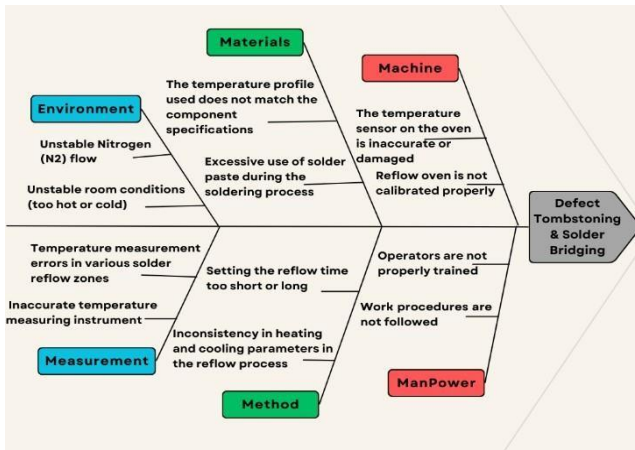 Materials
Machine
Environment
The temperature profile
used does not match the
component
specifications
The temperature
sensor on the oven
is inaccurate or
damaged
Unstable Nitrogen
(N2) flow
Excessive use of solder
paste during the
soldering process
Reflow oven is not
calibrated properly
Unstable room conditions
(too hot or cold)
Defect
Tombstoning
& Solder
Bridging
Temperature measurement
errors in various solder
reflow zones
Setting the reflow time
too short or long
Operators are not
properly trained
Inaccurate temperature
measuring instrument
Work procedures are
not followed
Inconsistency in heating
and cooling parameters in
the reflow process
Measurement
Method
ManPower